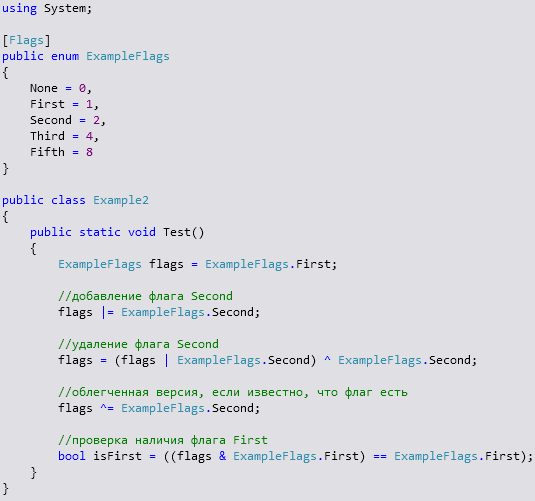 using System;
[Flags]
public enum ExampleFlags
{
None = 0,
First = 1,
Second = 2,
Third = 4,
Fifth = 8
}
public class Example2
{
public static void Test()
{
ExampleFlags flags = ExampleFlags.First;
//добавление флага Second
flags |= ExampleFlags.Second;
//удаление флага Second
flags = (flags | ExampleFlags.Second) ^ ExampleFlags.Second;
//облегченная версия, если известно, что флаг есть
flags ^= ExampleFlags.Second;
//проверка наличия флага First
bool isFirst = ((flags & ExampleFlags.First) == ExampleFlags.First);
}
}